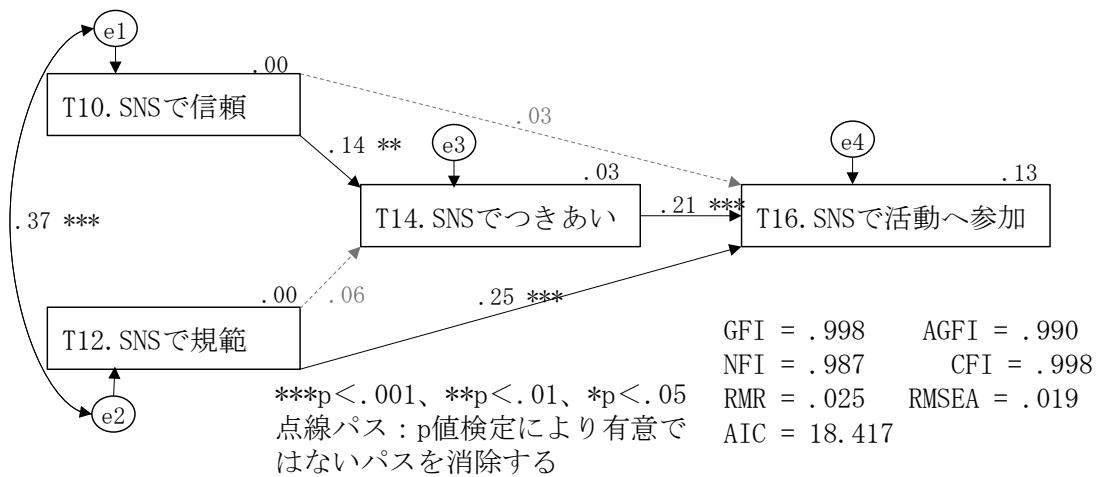 e1
.00
T10.SNSで信頼
.03
.14 **
e3
e4
.03
.13
.37 ***
T14.SNSでつきあい
.21 ***
T16.SNSで活動へ参加
.00
.06
.25 ***
T12.SNSで規範
e2
***p<.001、**p<.01、*p<.05
点線パス：p値検定により有意で
はないパスを消除する
GFI = .998 AGFI = .990
NFI = .987 CFI = .998
RMR = .025 RMSEA = .019
AIC = 18.417